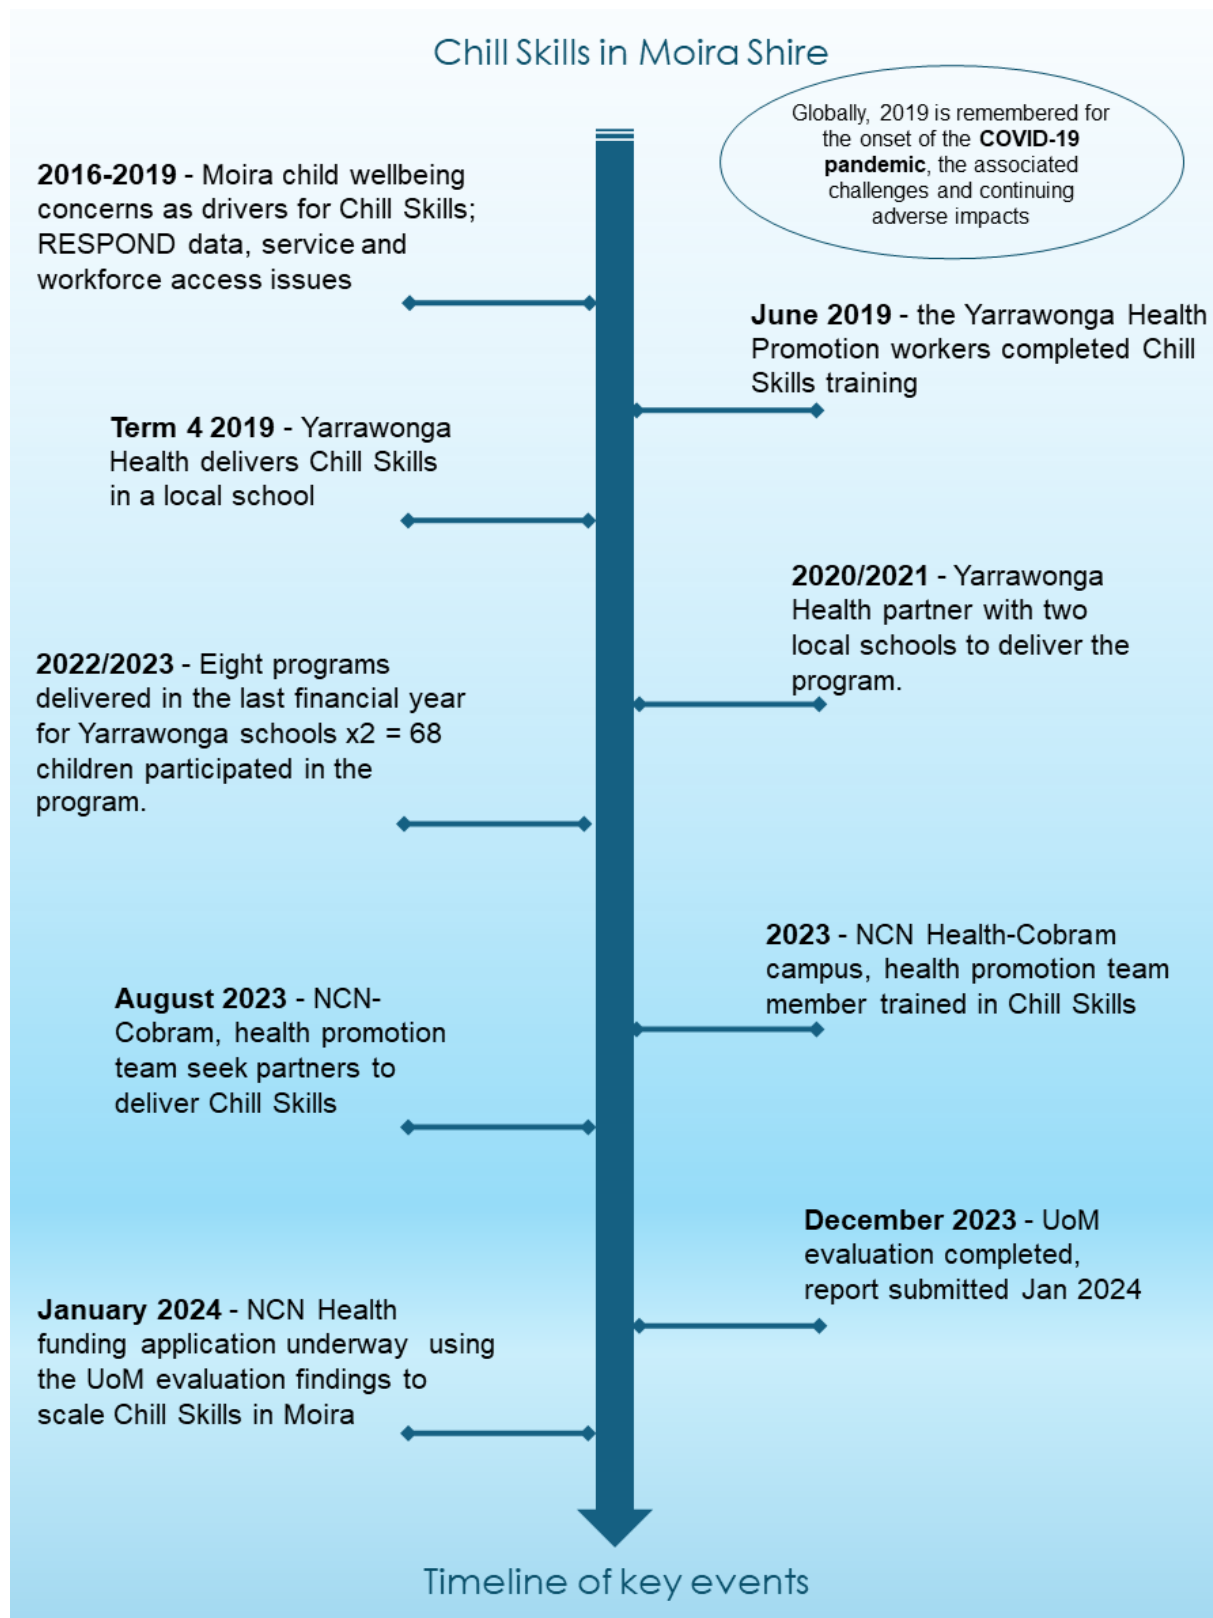 Chill Skills in Moira Shire
Globally, 2019 is remembered for
the onset of the COVID-19
pandemic, the associated
challenges and continuing
adverse impacts
2016-2019 - Moira child wellbeing
concerns as drivers for Chill Skills;
RESPOND data, service and
workforce access issues
June 2019 - the Yarrawonga Health
Promotion workers completed Chill
Skills training
Term 4 2019 - Yarrawonga
Health delivers Chill Skills
in a local school
2020/2021 - Yarrawonga
Health partner with two
local schools to deliver the
program.
2022/2023 - Eight programs
delivered in the last financial year
for Yarrawonga schools x2 = 68
children participated in the
program.
2023 - NCN Health-Cobram
campus, health promotion team
member trained in Chill Skills
August 2023 - NCN-
Cobram, health promotion
team seek partners to
deliver Chill Skills
December 2023 - UoM
evaluation completed,
report submitted Jan 2024
January 2024 - NCN Health
funding application underway using
the UoM evaluation findings to
scale Chill Skills in Moira
Timeline of key events